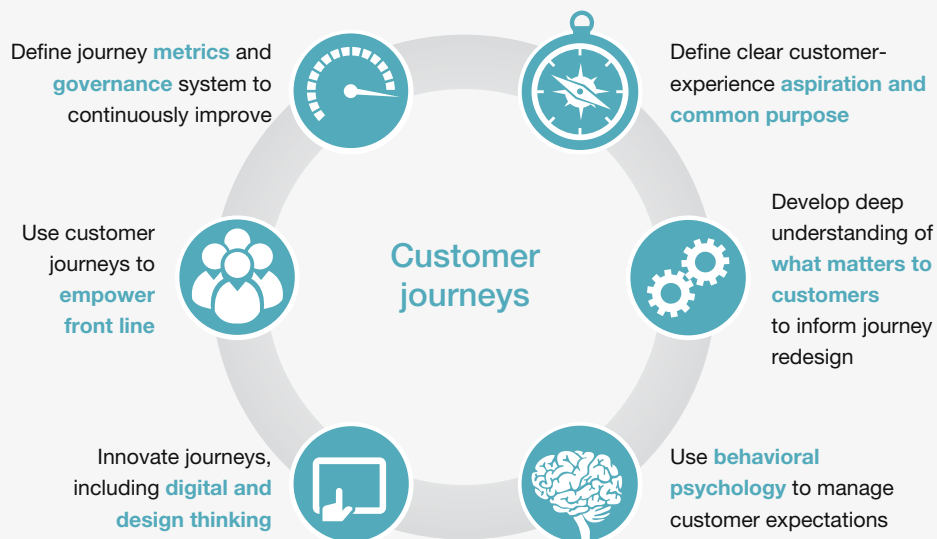 Define journey metrics and
governance system to
continuously improve
Define clear customer-
experience aspiration and
common purpose
Use customer
journeys to
empower
front line
Customer
journeys
Develop deep
understanding of
what matters to
customers
to inform journey
redesign
Innovate journeys,
including digital and
design thinking
Use behavioral
psychology to manage
customer expectations